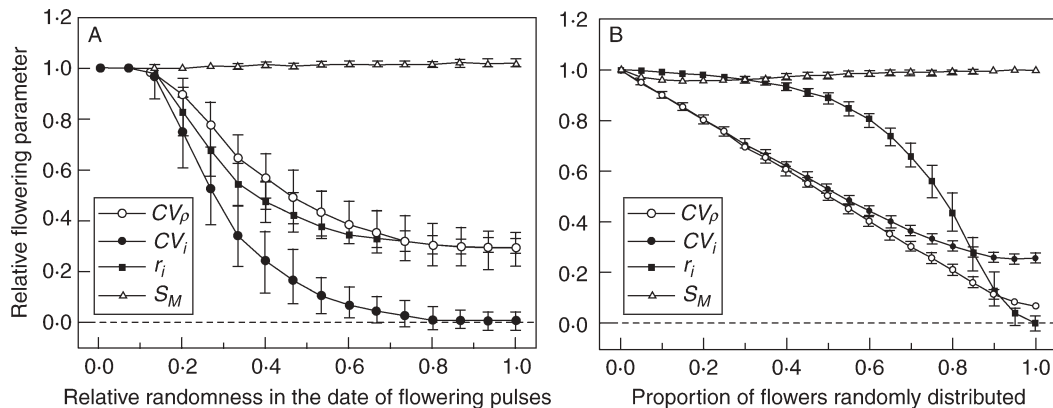 A
1·2
1·0
0·8
0·6
0·4
0·2
0·0
Relative flowering parameter
CVρ
CVi
ri
SM
0·0 0·2 0·4 0·6 0·8 1·0
Relative randomness in the date of flowering pulses
B
1·2
1·0
0·8
0·6
0·4
0·2
0·0
CVρ
CVi
ri
SM
0·0 0·2 0·4 0·6 0·8 1·0
Proportion of flowers randomly distributed